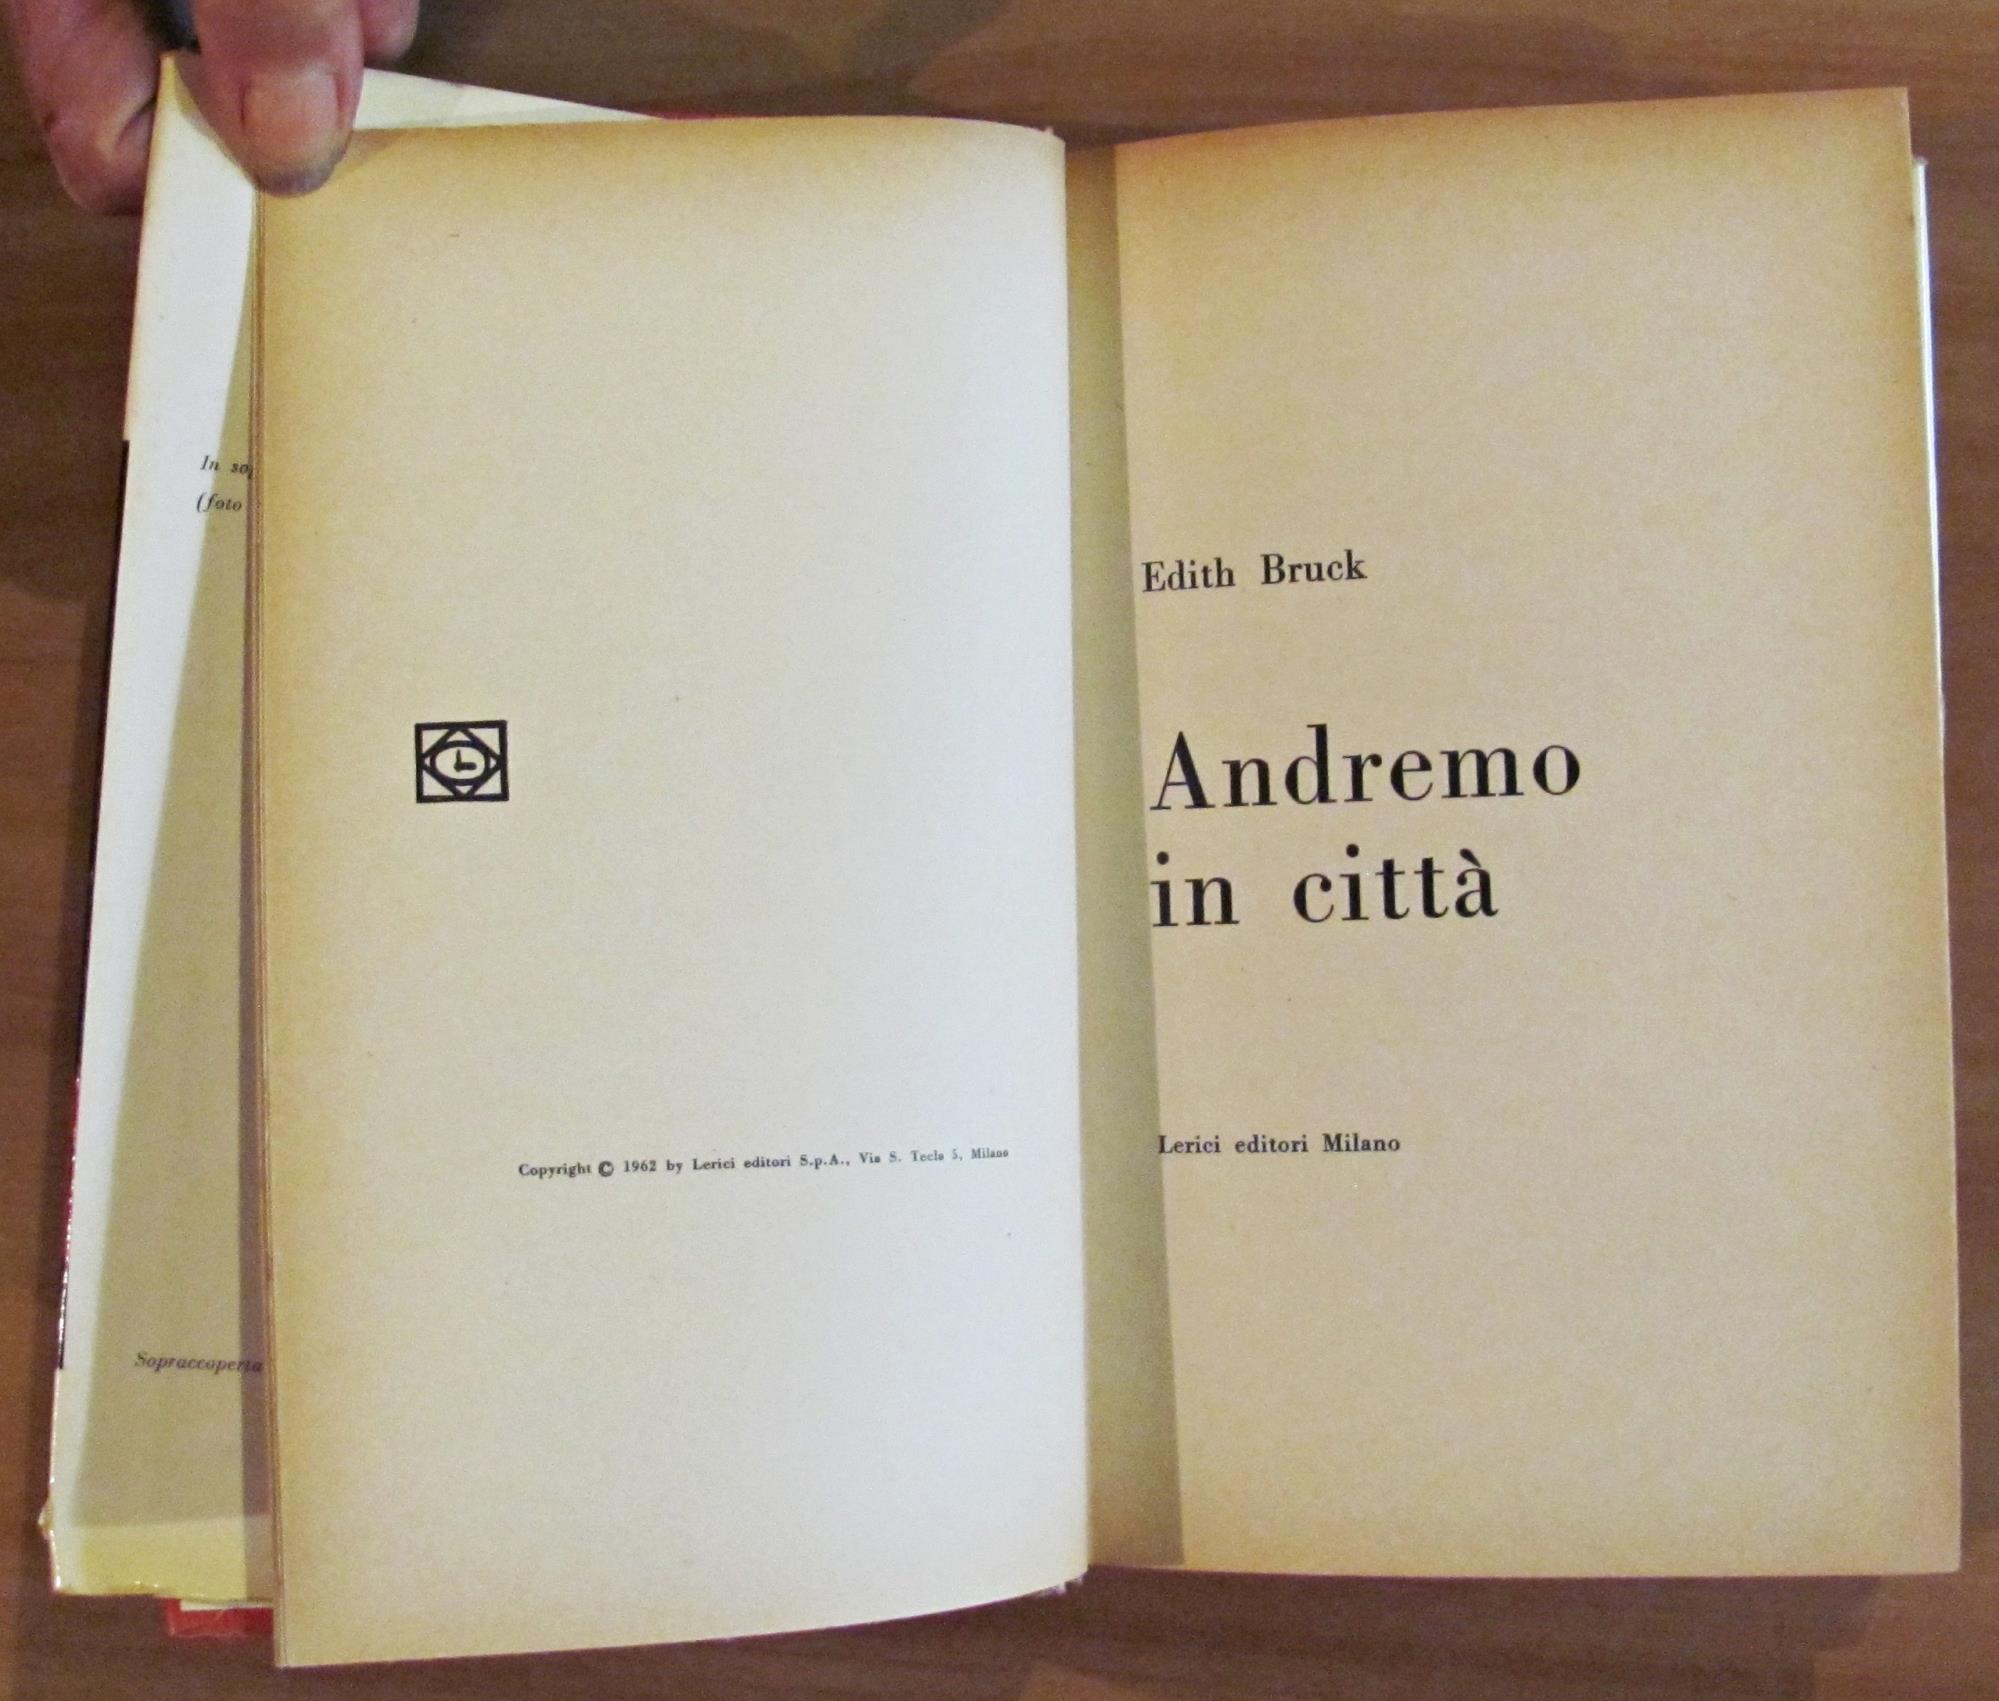 In
(foto
Sopraccoperta
L
Copyright © 1962 by Lerici editori S.p.A., Via S. Tecla 5, Milano
Edith Bruck
Andremo
in città
Lerici editori Milano